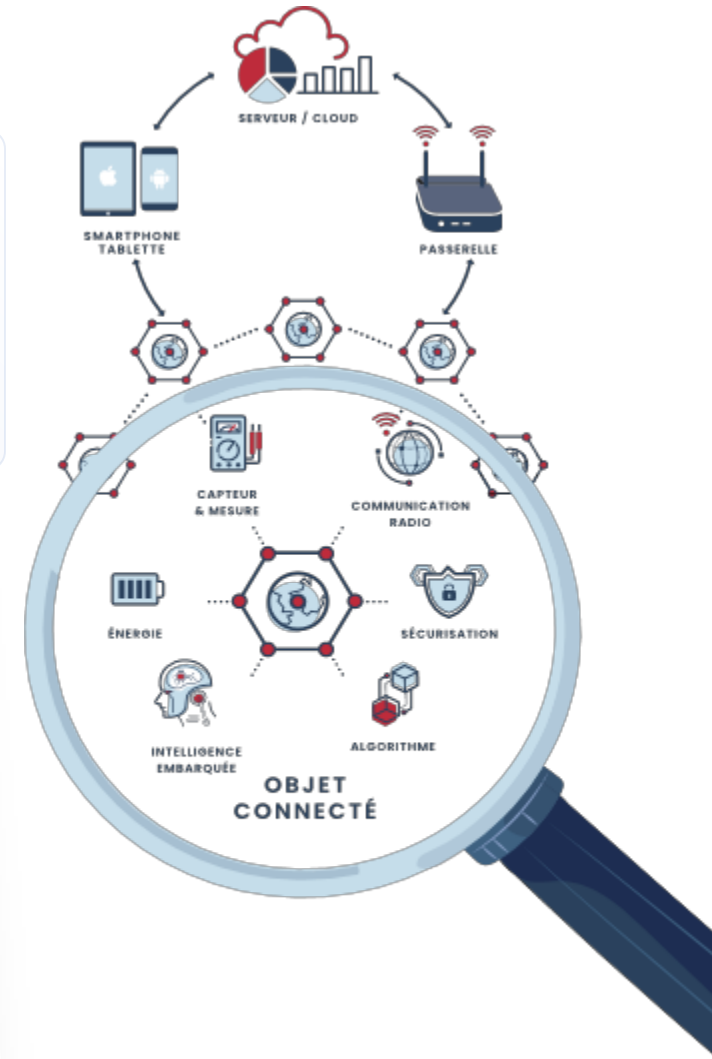 SERVEUR / CLOUD
SMARTPHONE
TABLETTE
PASSERELLE
CAPTEUR
& MESURE
COMMUNICATION
RADIO
ÉNERGIE
SÉCURISATION
INTELLIGENCE
EMBARQUÉE
ALGORITHME
OBJET
CONNECTÉ